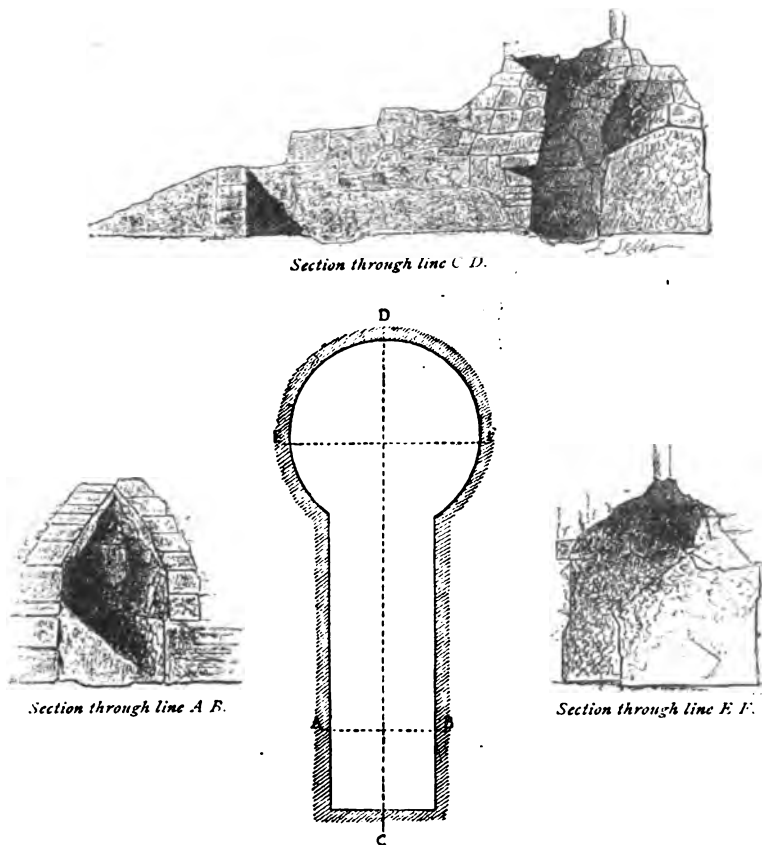 Section through line C D.
D
E F
Section through line A B.
Section through line E F.
A B
C